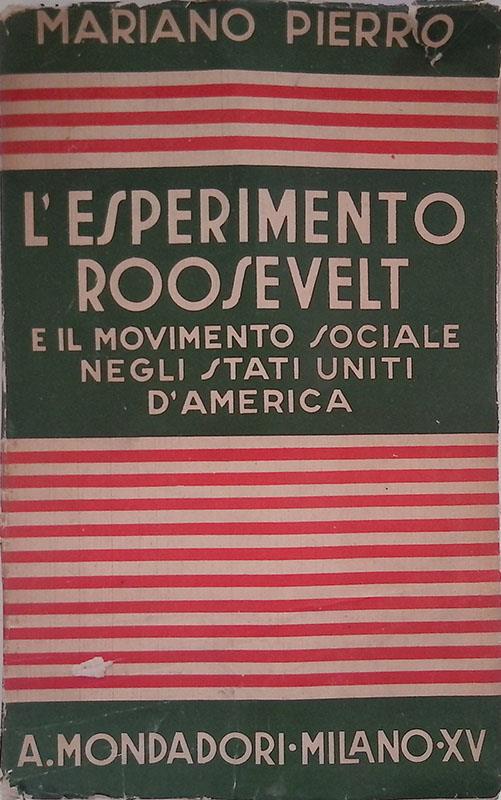 MARIANO PIERRO
L'ESPERIMENTO
ROOSEVELT
E IL MOVIMENTO SOCIALE
NEGLI STATI UNITI
D'AMERICA
A. MONDADORI · MILANO · XV